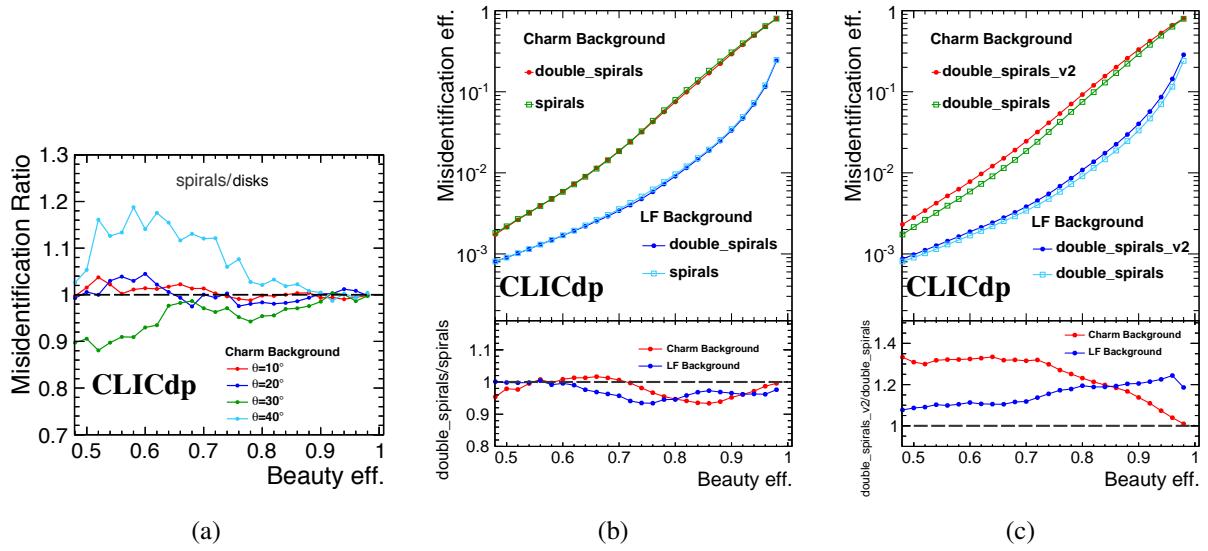 1.3
1.2
1.1
1
0.9
0.8
0.7
Misidentification Ratio
spirals/disks
Charm Background
θ=10°
θ=20°
θ=30°
θ=40°
CLICdp
0.5 0.6 0.7 0.8 0.9 1
Beauty eff.
(a)
1
10⁻¹
10⁻²
10⁻³
Misidentification eff.
Charm Background
double_spirals
spirals
LF Background
double_spirals
spirals
CLICdp
double_spirals/spirals
1.1
1
0.9
0.8
Charm Background
LF Background
0.5 0.6 0.7 0.8 0.9 1
Beauty eff.
(b)
1
10⁻¹
10⁻²
10⁻³
Misidentification eff.
Charm Background
double_spirals_v2
double_spirals
LF Background
double_spirals_v2
double_spirals
CLICdp
double_spirals_v2/double_spirals
1.4
1.2
1
Charm Background
LF Background
0.5 0.6 0.7 0.8 0.9 1
Beauty eff.
(c)